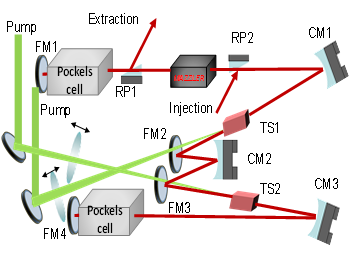 Extraction
Pump
RP2
CM1
FM1
Pockels
cell
MAZZLER
RP1
Pump
Injection
TS1
FM2
CM2
TS2
CM3
FM3
Pockels
cell
FM4